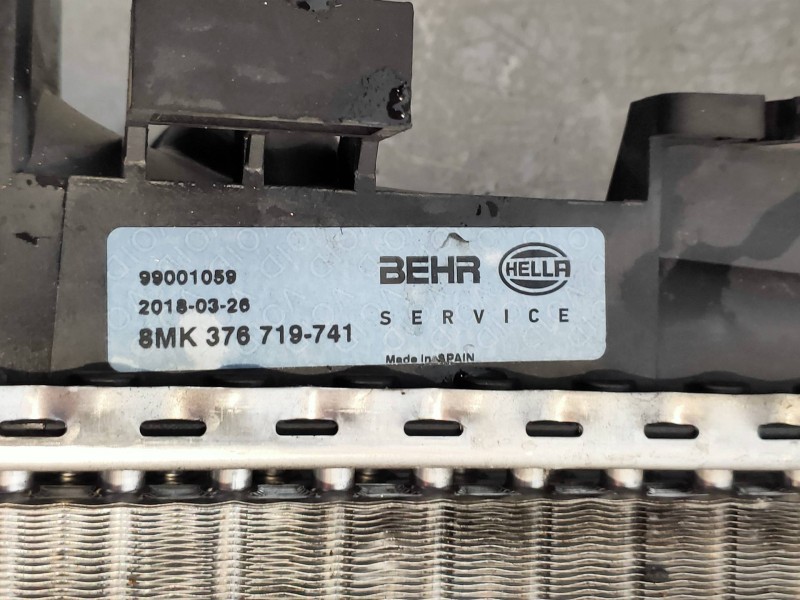 99001059
2018-03-26
8MK 376 719-741
BEHR HELLA
SERVICE
Made in SPAIN